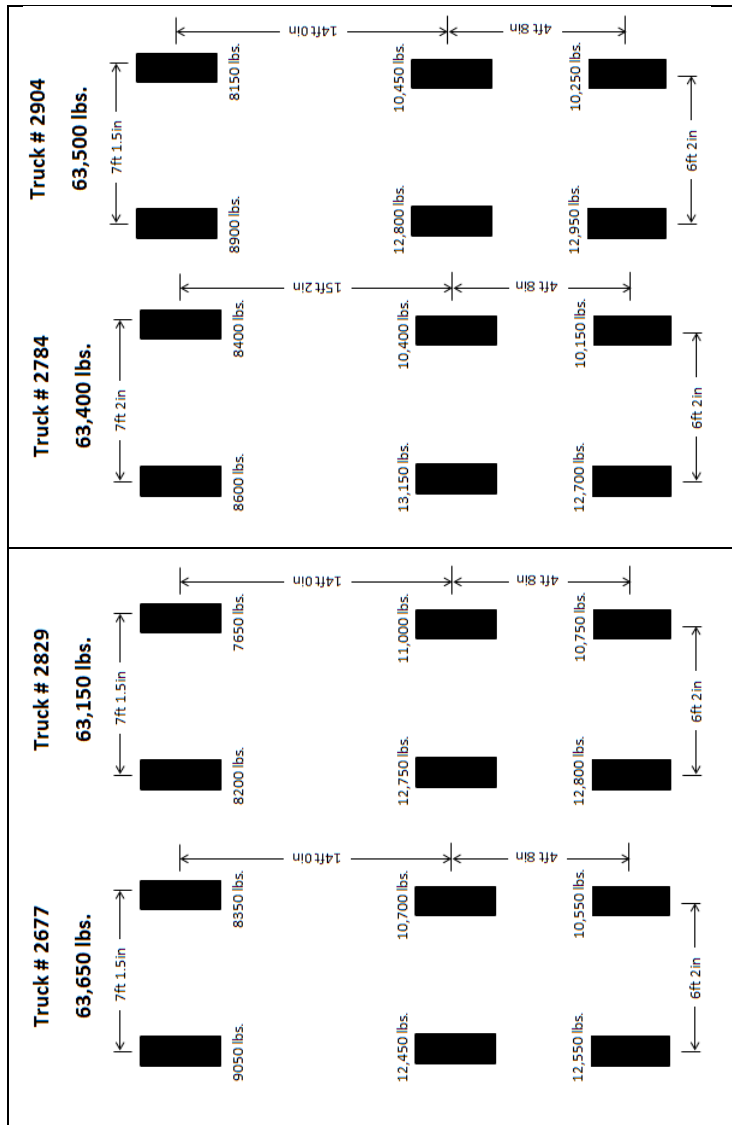 Truck # 2904
63,500 lbs.
7ft 1.5in
8900 lbs.
8150 lbs.
14ft 0in
12,800 lbs.
10,450 lbs.
4ft 8in
12,950 lbs.
10,250 lbs.
6ft 2in
Truck # 2784
63,400 lbs.
7ft 2in
8600 lbs.
8400 lbs.
15ft 2in
13,150 lbs.
10,400 lbs.
4ft 8in
12,700 lbs.
10,150 lbs.
6ft 2in
Truck # 2829
63,150 lbs.
7ft 1.5in
8200 lbs.
7650 lbs.
14ft 0in
12,750 lbs.
11,000 lbs.
4ft 8in
12,800 lbs.
10,750 lbs.
6ft 2in
Truck # 2677
63,650 lbs.
7ft 1.5in
9050 lbs.
8350 lbs.
14ft 0in
12,450 lbs.
10,700 lbs.
4ft 8in
12,550 lbs.
10,550 lbs.
6ft 2in